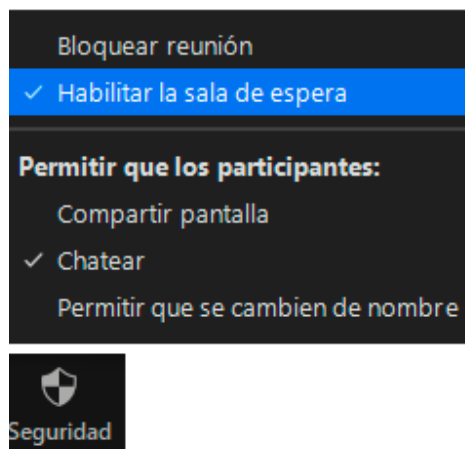 Bloquear reunión
Habilitar la sala de espera
Permitir que los participantes:
Compartir pantalla
Chatear
Permitir que se cambien de nombre
Seguridad